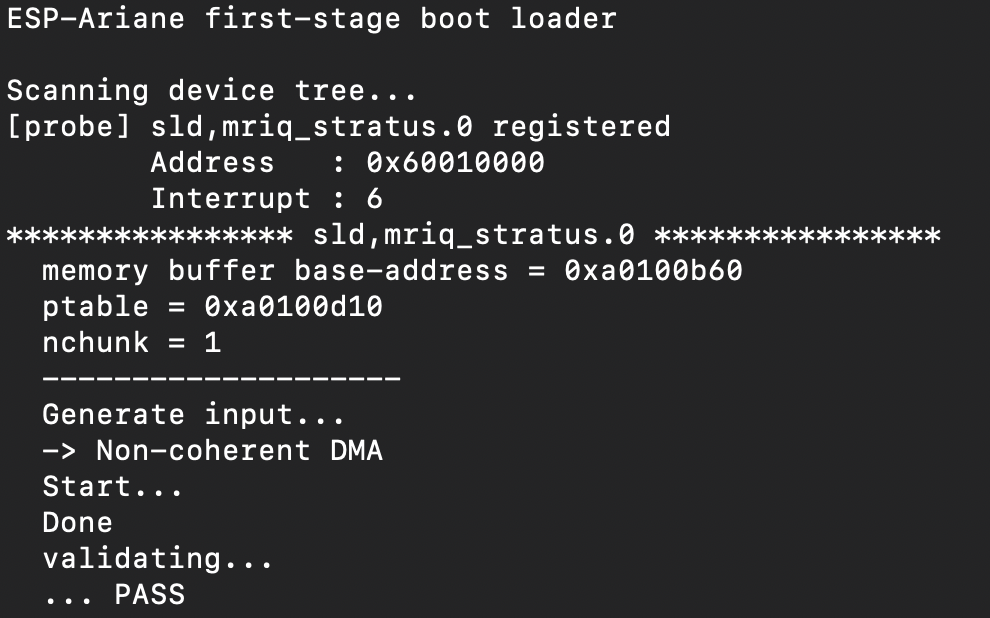 ESP-Ariane first-stage boot loader
Scanning device tree...
[probe] sld,mriq_stratus.0 registered
Address : 0x60010000
Interrupt : 6
**************** sld,mriq_stratus.0 ****************
memory buffer base-address = 0xa0100b60
ptable = 0xa0100d10
nchunk = 1
--------------------
Generate input...
-> Non-coherent DMA
Start...
Done
validating...
... PASS